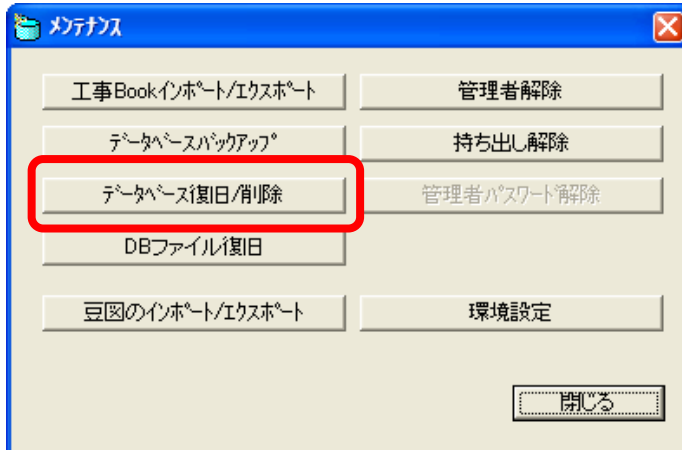 ﾒﾝﾃﾅﾝｽ
工事Bookｲﾝﾎﾟｰﾄ/ｴｸｽﾎﾟｰﾄ
管理者解除
ﾃﾞｰﾀﾍﾞｰｽﾊﾞｯｸｱｯﾌﾟ
持ち出し解除
ﾃﾞｰﾀﾍﾞｰｽ復旧/削除
管理者ﾊﾟｽﾜｰﾄﾞ解除
DBファイル復旧
豆図のｲﾝﾎﾟｰﾄ/ｴｸｽﾎﾟｰﾄ
環境設定
閉じる